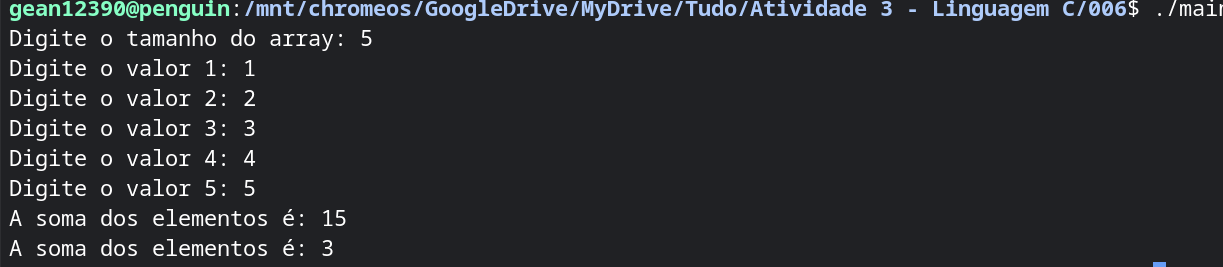 gean12390@penguin:/mnt/chromeos/GoogleDrive/MyDrive/Tudo/Atividade 3 - Linguagem C/006$ ./main
Digite o tamanho do array: 5
Digite o valor 1: 1
Digite o valor 2: 2
Digite o valor 3: 3
Digite o valor 4: 4
Digite o valor 5: 5
A soma dos elementos é: 15
A soma dos elementos é: 3